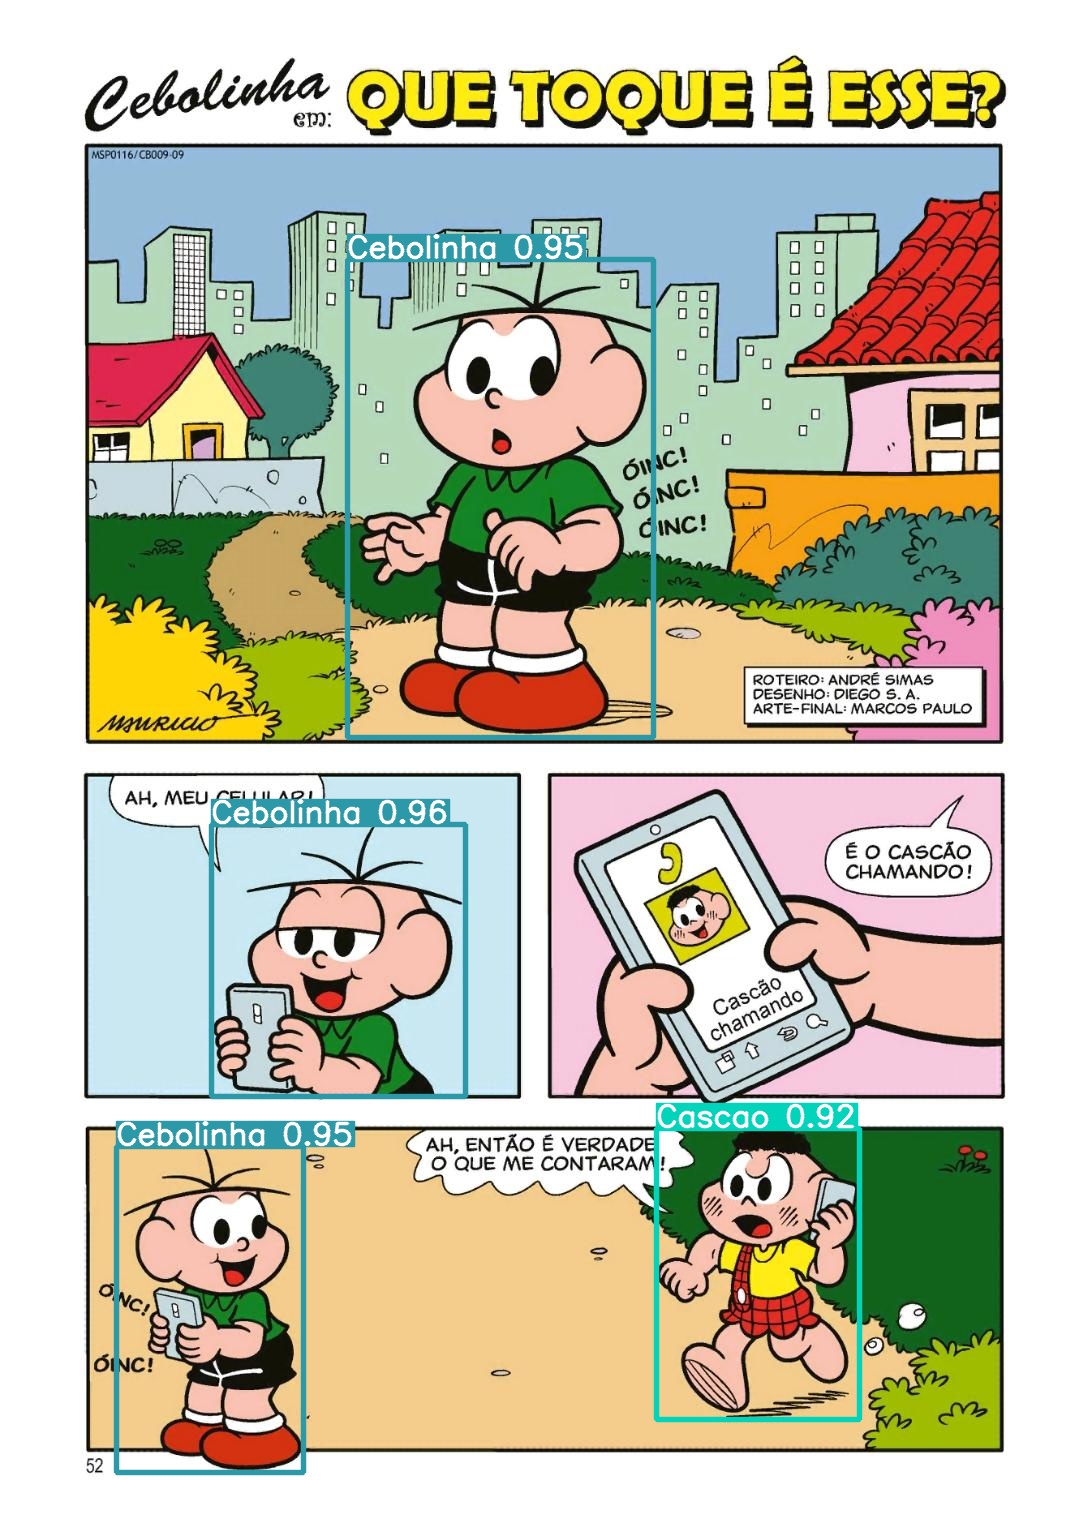 Cebolinha
em:
QUE TOQUE É ESSE?
MSP0116/CB009-09
Cebolinha 0.95
ÓINC!
ÓINC!
ÓINC!
ROTEIRO: ANDRÉ SIMAS
DESENHO: DIEGO S. A.
ARTE-FINAL: MARCOS PAULO
MAURICIO
AH, MEU CELULAR!
Cebolinha 0.96
É O CASCÃO
CHAMANDO!
Cascão
chamando
Cebolinha 0.95
Cascao 0.92
AH, ENTÃO É VERDADE
O QUE ME CONTARAM!
ÓINC!
ÓINC!
52